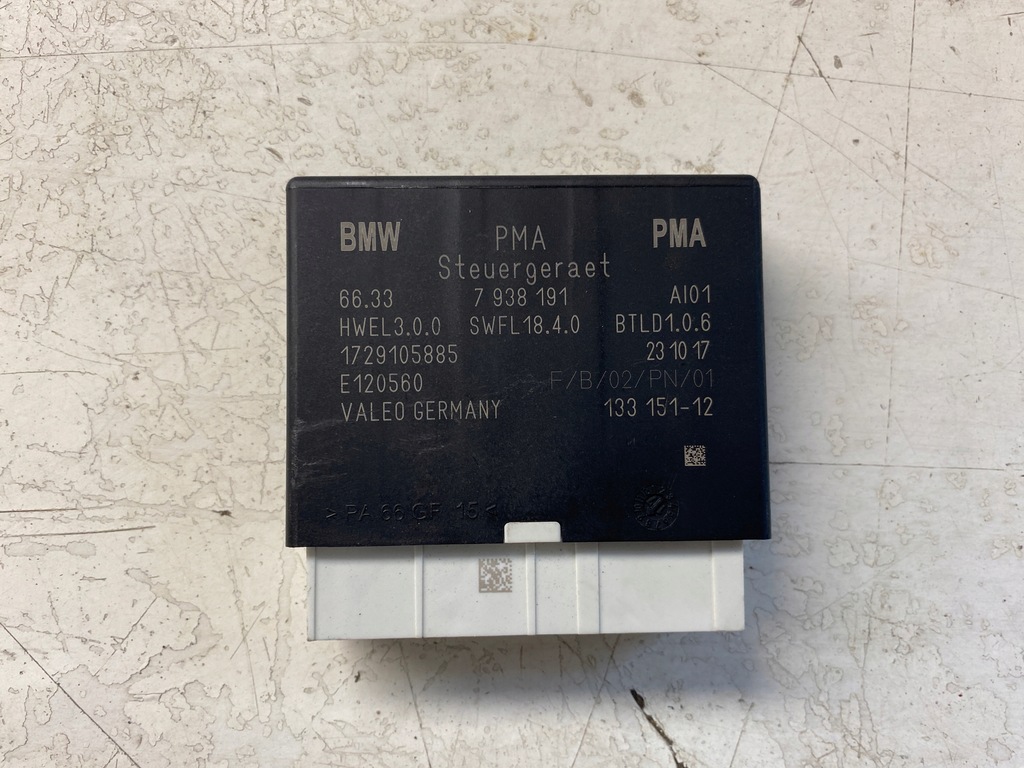 BMW PMA PMA
Steuergeraet
66.33 7 938 191 AI01
HWEL3.0.0 SWFL18.4.0 BTLD1.0.6
1729105885 23 10 17
E120560 F/B/02/PN/01
VALEO GERMANY 133 151-12
>PA 66 GF 15<